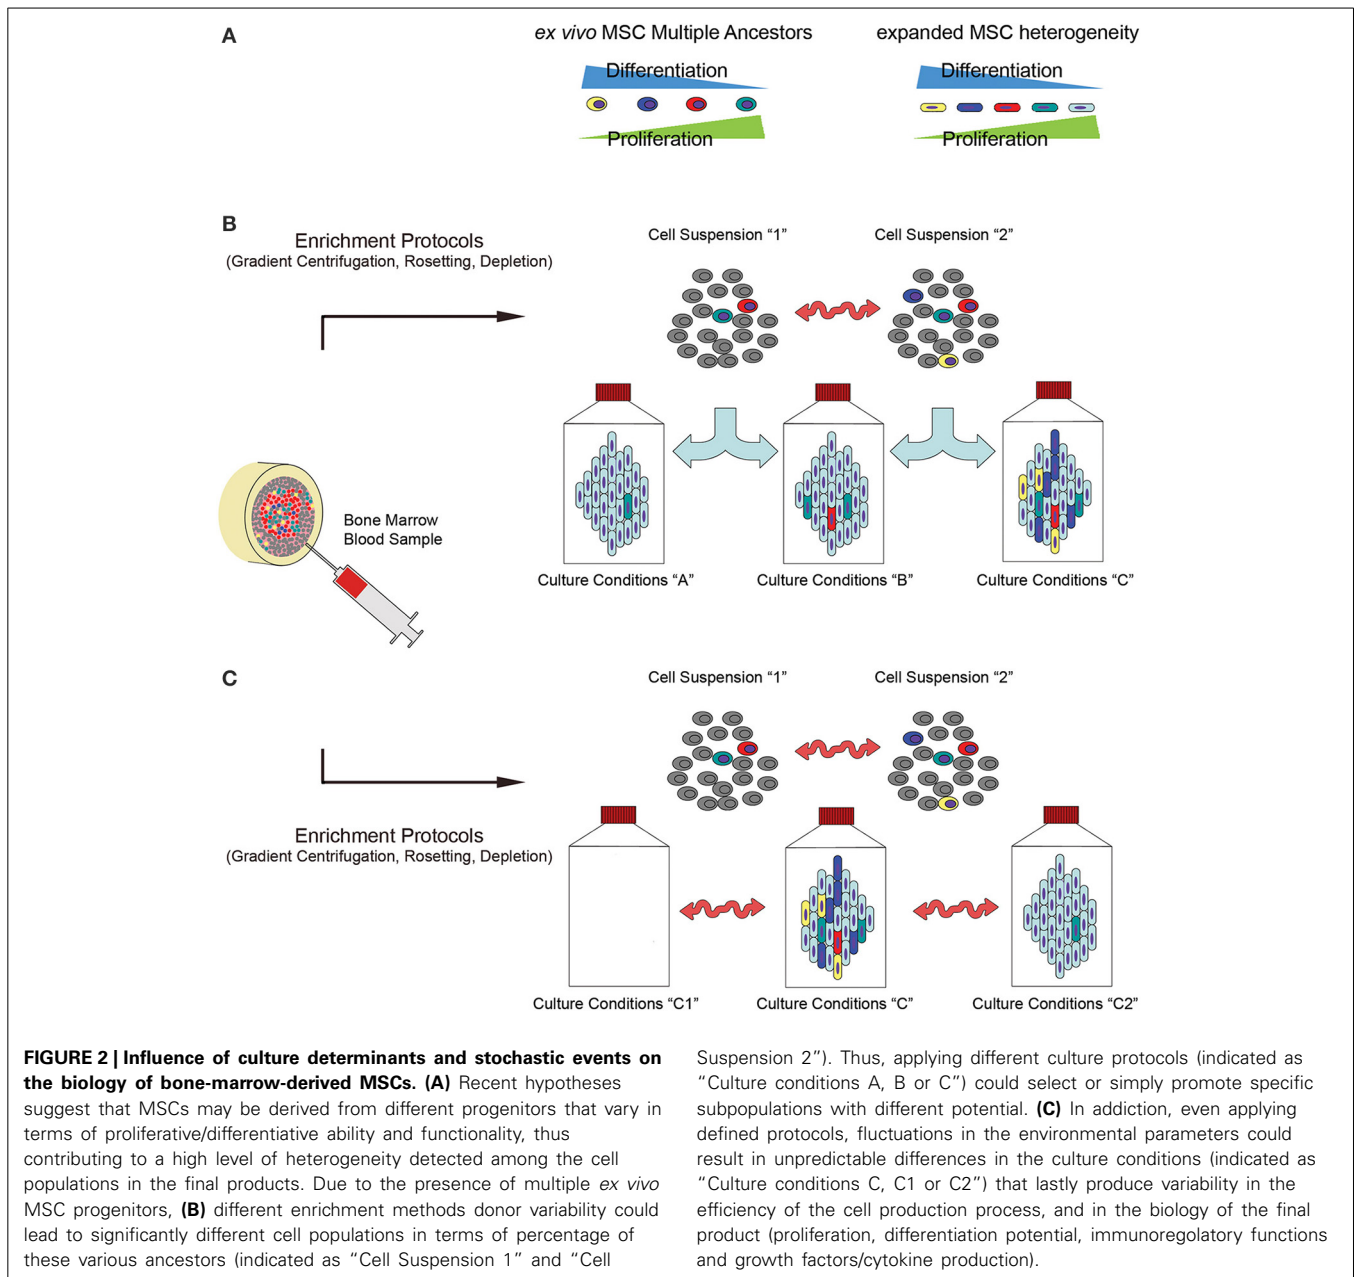 A
ex vivo MSC Multiple Ancestors
expanded MSC heterogeneity
Differentiation
Differentiation
Proliferation
Proliferation
B
Enrichment Protocols
(Gradient Centrifugation, Rosetting, Depletion)
Cell Suspension “1”
Cell Suspension “2”
Bone Marrow
Blood Sample
Culture Conditions “A”
Culture Conditions “B”
Culture Conditions “C”
C
Cell Suspension “1”
Cell Suspension “2”
Enrichment Protocols
(Gradient Centrifugation, Rosetting, Depletion)
Culture Conditions “C1”
Culture Conditions “C”
Culture Conditions “C2”
FIGURE 2 | Influence of culture determinants and stochastic events on
the biology of bone-marrow-derived MSCs. (A) Recent hypotheses
suggest that MSCs may be derived from different progenitors that vary in
terms of proliferative/differentiative ability and functionality, thus
contributing to a high level of heterogeneity detected among the cell
populations in the final products. Due to the presence of multiple ex vivo
MSC progenitors, (B) different enrichment methods donor variability could
lead to significantly different cell populations in terms of percentage of
these various ancestors (indicated as “Cell Suspension 1” and “Cell
Suspension 2”). Thus, applying different culture protocols (indicated as
“Culture conditions A, B or C”) could select or simply promote specific
subpopulations with different potential. (C) In addiction, even applying
defined protocols, fluctuations in the environmental parameters could
result in unpredictable differences in the culture conditions (indicated as
“Culture conditions C, C1 or C2”) that lastly produce variability in the
efficiency of the cell production process, and in the biology of the final
product (proliferation, differentiation potential, immunoregolatory functions
and growth factors/cytokine production).